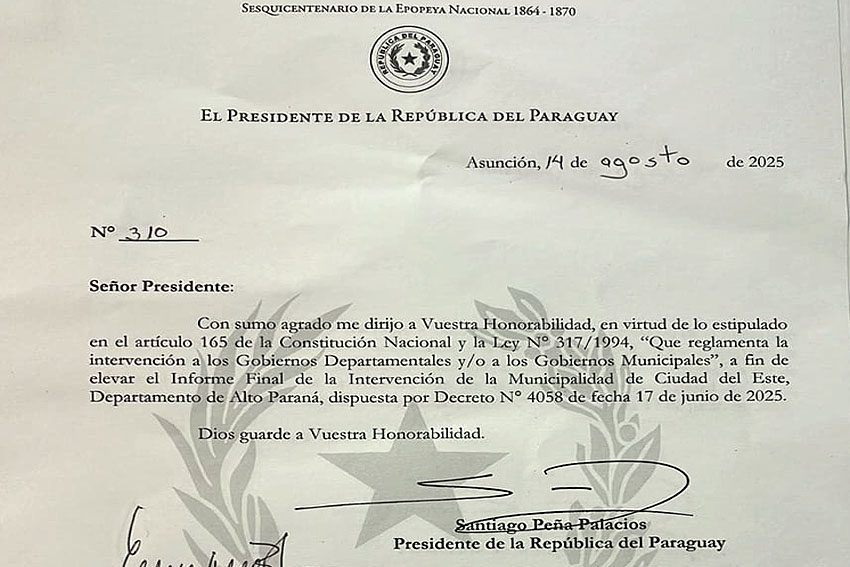 Sesquicentenario de la Epopeya Nacional 1864 - 1870
REPÚBLICA DEL PARAGUAY
El Presidente de la República del Paraguay
Asunción, 14 de agosto de 2025
N° 310
Señor Presidente:
Con sumo agrado me dirijo a Vuestra Honorabilidad, en virtud de lo estipulado
en el artículo 165 de la Constitución Nacional y la Ley N° 317/1994, “Que reglamenta la
intervención a los Gobiernos Departamentales y/o a los Gobiernos Municipales”, a fin de
elevar el Informe Final de la Intervención de la Municipalidad de Ciudad del Este,
Departamento de Alto Paraná, dispuesta por Decreto N° 4058 de fecha 17 de junio de 2025.
Dios guarde a Vuestra Honorabilidad.
Santiago Peña Palacios
Presidente de la República del Paraguay